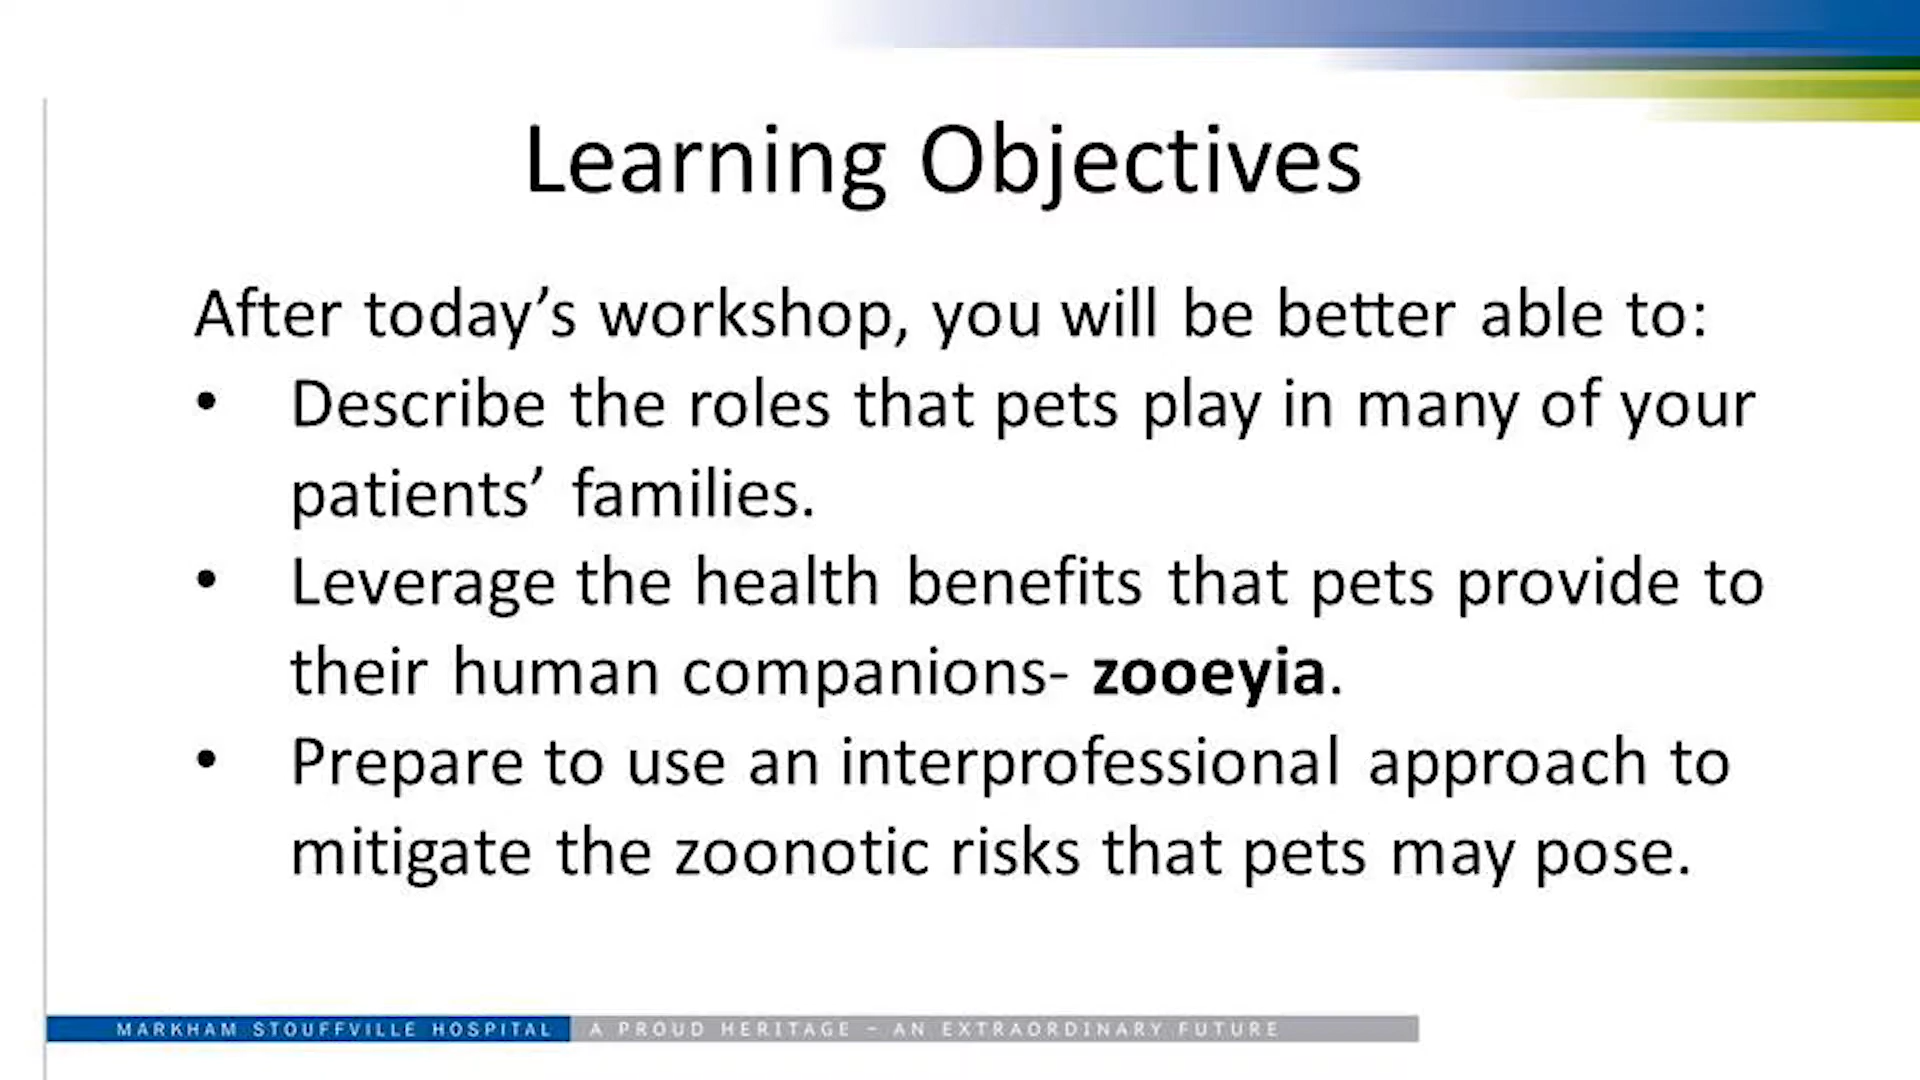 Learning Objectives
After today’s workshop, you will be better able to:
• Describe the roles that pets play in many of your
patients’ families.
• Leverage the health benefits that pets provide to
their human companions- zooeyia.
• Prepare to use an interprofessional approach to
mitigate the zoonotic risks that pets may pose.
MARKHAM STOUFFVILLE HOSPITAL A PROUD HERITAGE – AN EXTRAORDINARY FUTURE